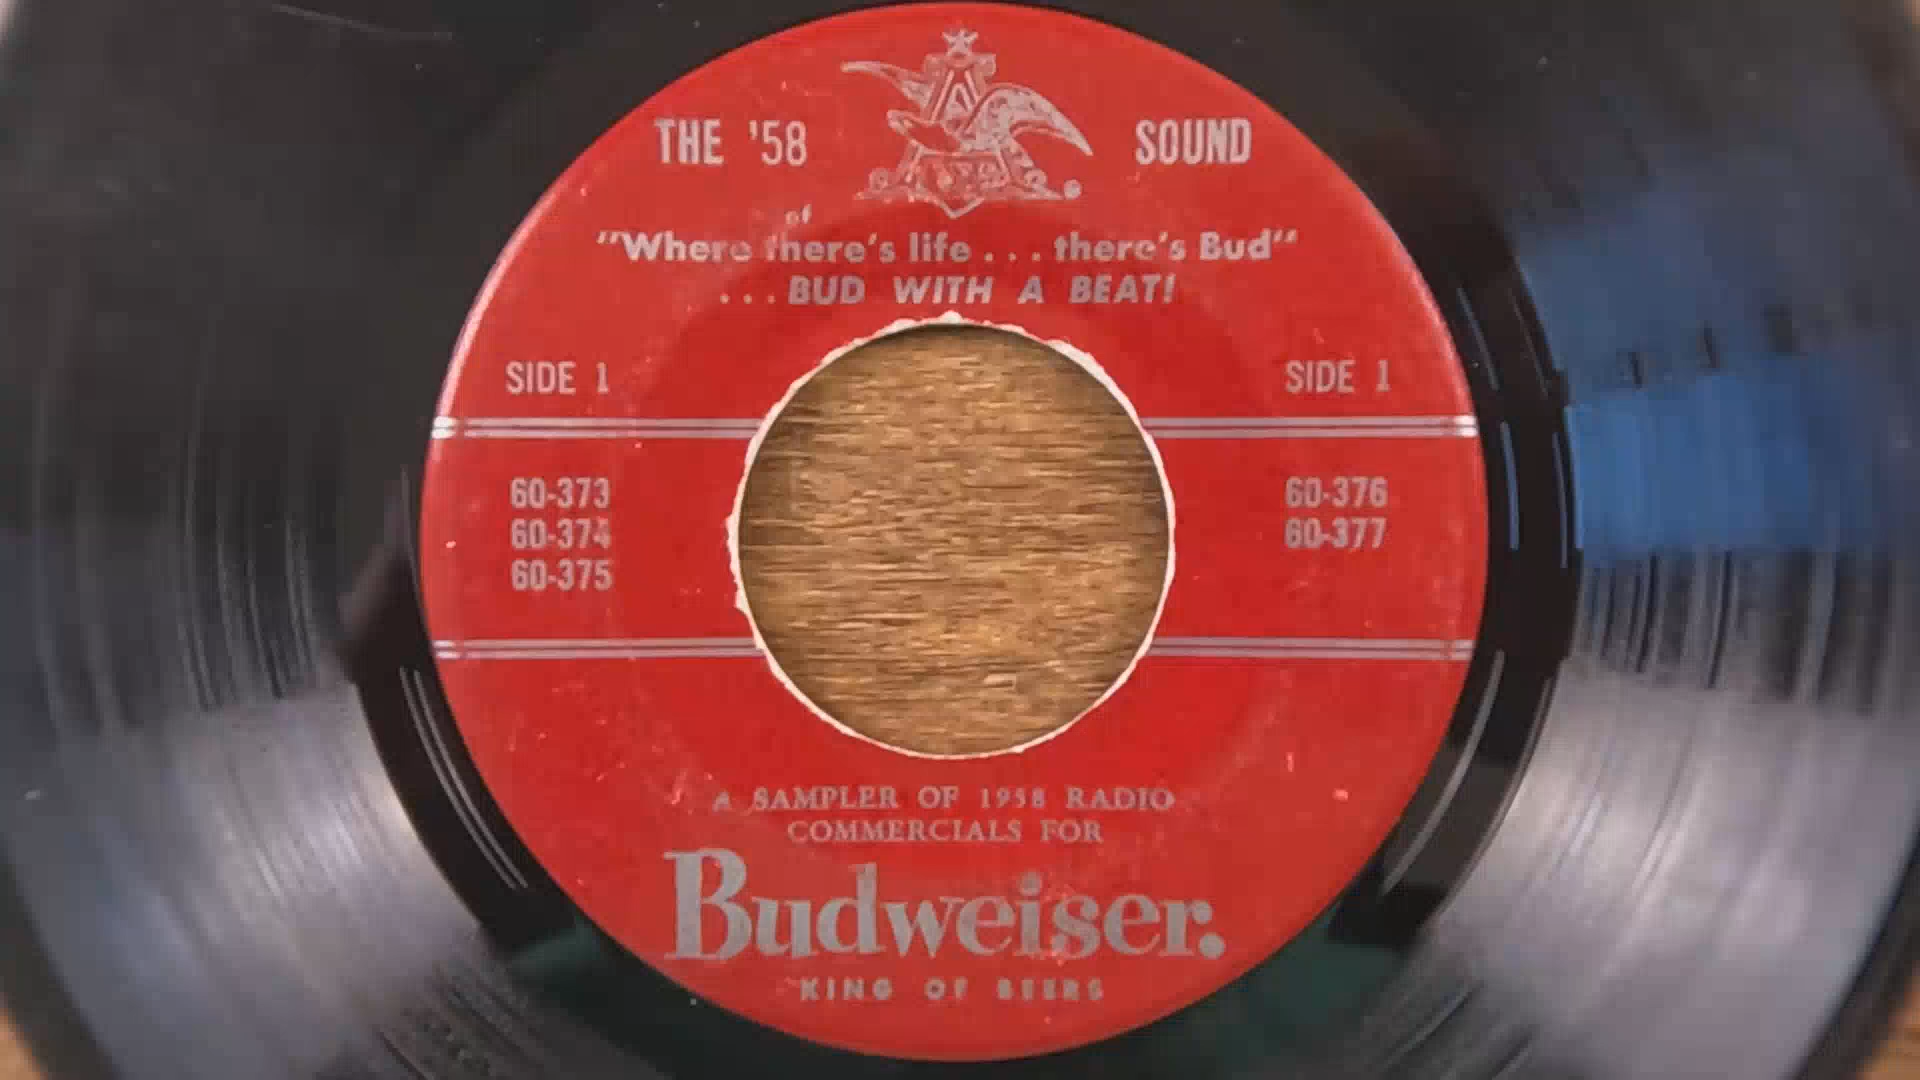 THE '58 SOUND
of
"Where there's life . . . there's Bud"
. . . BUD WITH A BEAT!
SIDE 1 SIDE 1
60-373 60-376
60-374 60-377
60-375
A SAMPLER OF 1958 RADIO
COMMERCIALS FOR
Budweiser.
KING OF BEERS